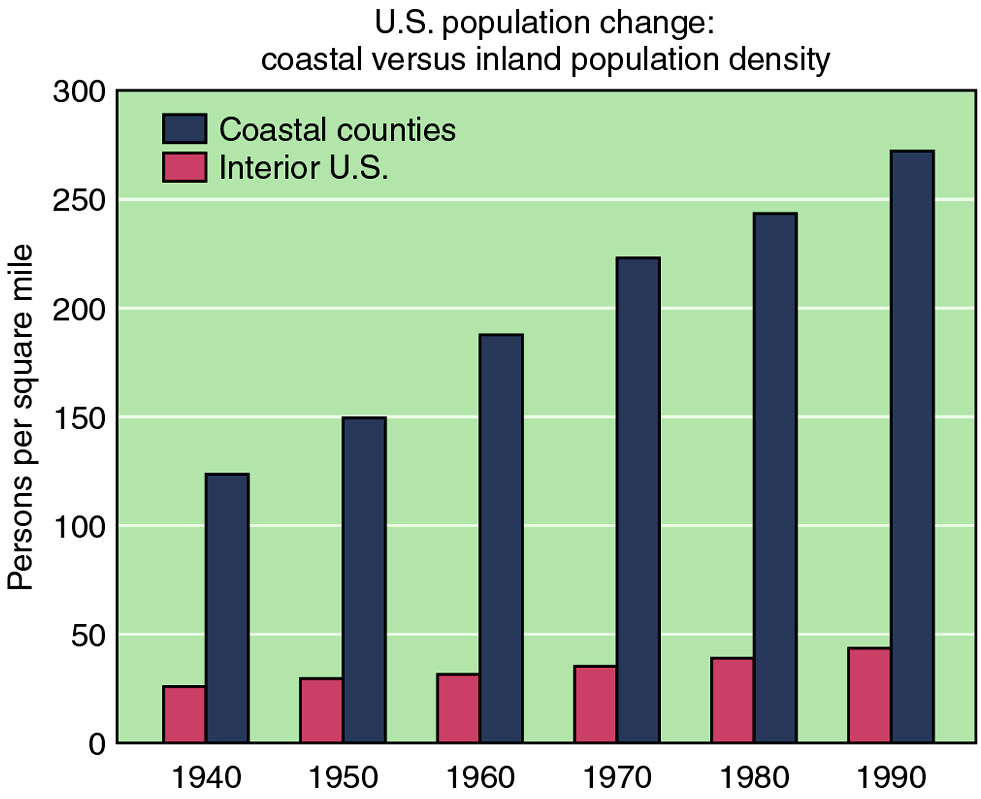 U.S. population change:
coastal versus inland population density
Persons per square mile
300
250
200
150
100
50
0
Coastal counties
Interior U.S.
1940 1950 1960 1970 1980 1990